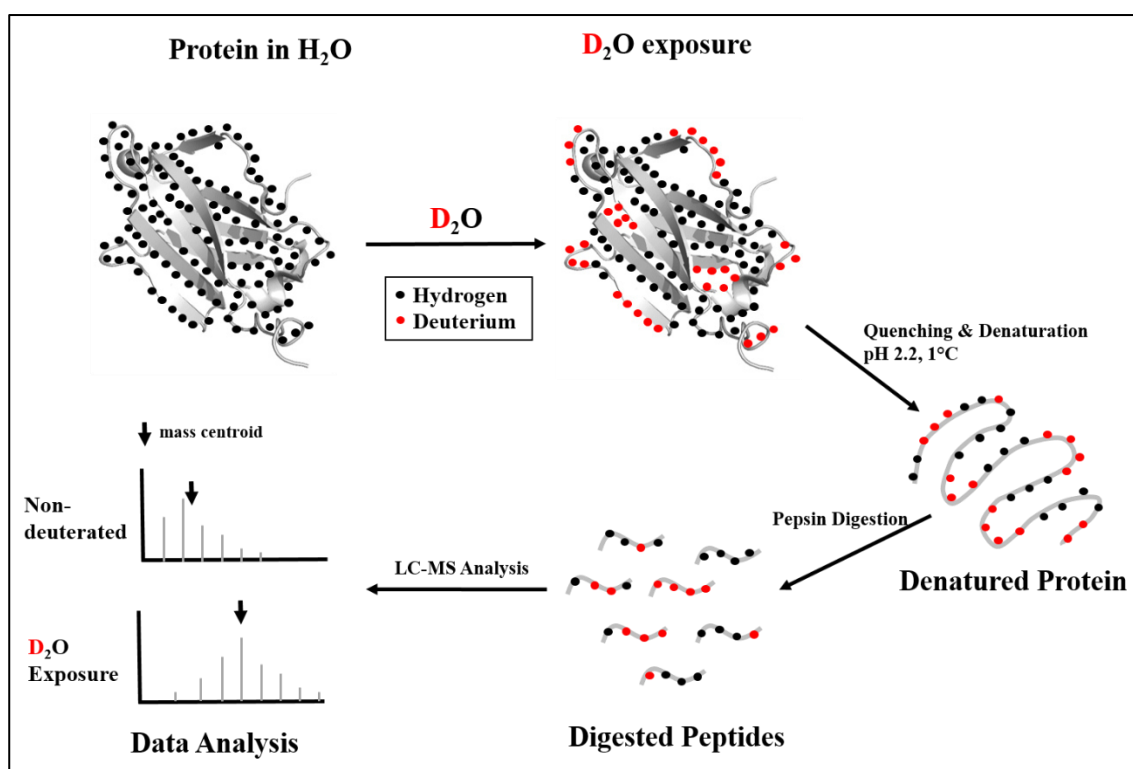 Protein in H₂O
D₂O exposure
D₂O
Hydrogen
Deuterium
Quenching & Denaturation
pH 2.2, 1°C
Denatured Protein
Pepsin Digestion
Digested Peptides
LC-MS Analysis
mass centroid
Non-
deuterated
D₂O
Exposure
Data Analysis